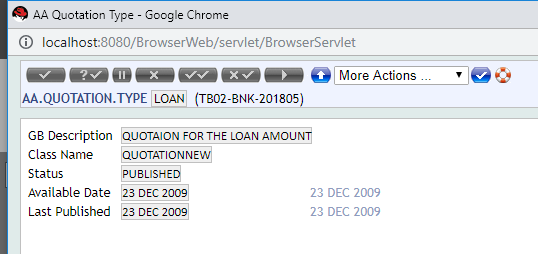 AA Quotation Type - Google Chrome
localhost:8080/BrowserWeb/servlet/BrowserServlet
More Actions ...
AA.QUOTATION.TYPE LOAN (TB02-BNK-201805)
GB Description QUOTAION FOR THE LOAN AMOUNT
Class Name QUOTATIONNEW
Status PUBLISHED
Available Date 23 DEC 2009 23 DEC 2009
Last Published 23 DEC 2009 23 DEC 2009